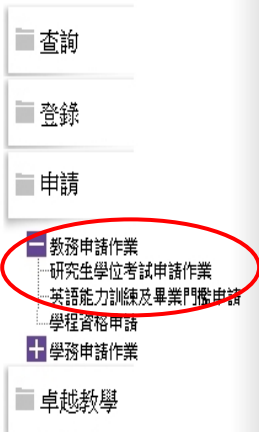 查詢
登錄
申請
教務申請作業
研究生學位考試申請作業
英語能力訓練及畢業門檻申請
學程資格申請
學務申請作業
卓越教學